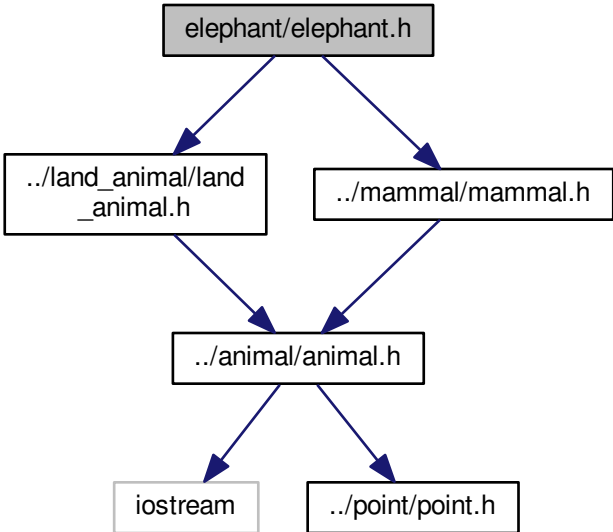 elephant/elephant.h
../land_animal/land
_animal.h
../mammal/mammal.h
../animal/animal.h
iostream
../point/point.h